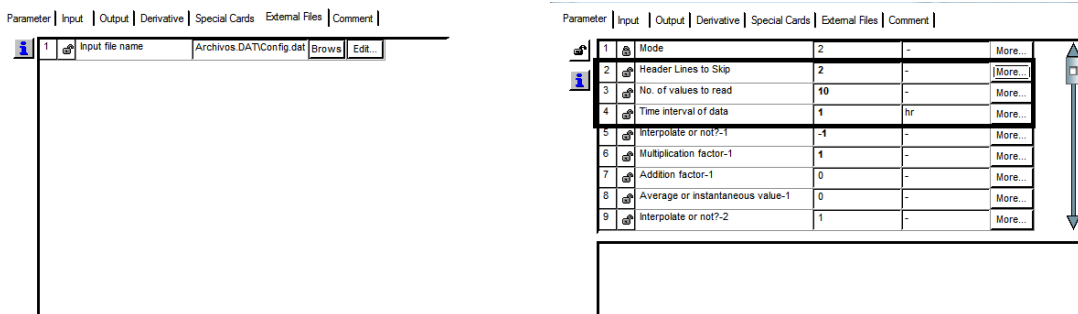 Parameter Input Output Derivative Special Cards External Files Comment
1 Input file name Archivos.DAT\Config.dat Brows Edit...
Parameter Input Output Derivative Special Cards External Files Comment
1 Mode 2 - More...
2 Header Lines to Skip 2 - More...
3 No. of values to read 10 - More...
4 Time interval of data 1 hr More...
5 Interpolate or not?-1 -1 - More...
6 Multiplication factor-1 1 - More...
7 Addition factor-1 0 - More...
8 Average or instantaneous value-1 0 - More...
9 Interpolate or not?-2 1 - More...